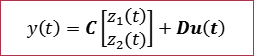 y(t) = C [z₁(t) z₂(t)] + Du(t)